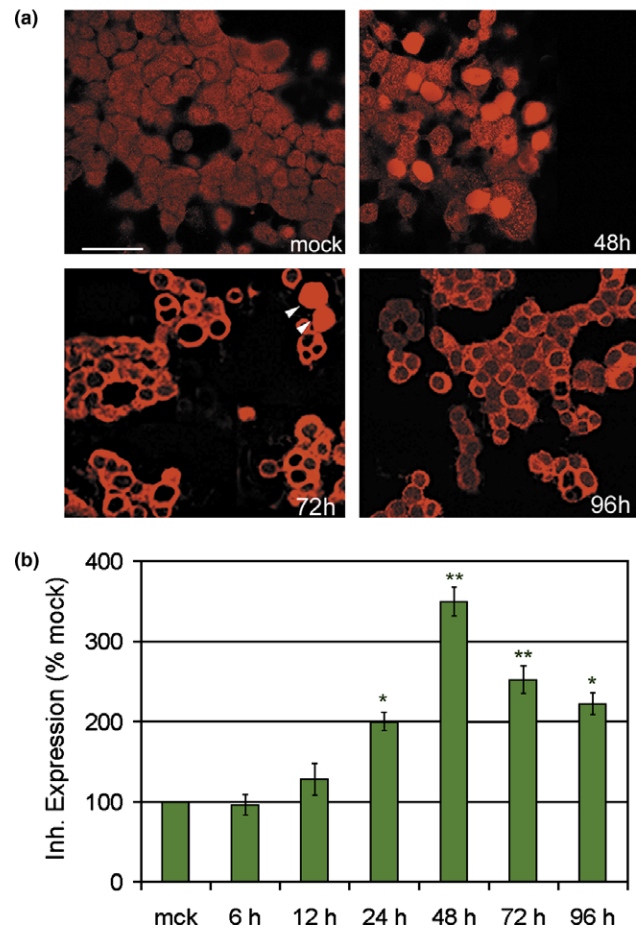 (a)
mock
48h
72h
96h
(b)
Inh. Expression (% mock)
400
300
200
100
0
*
**
**
*
mck 6 h 12 h 24 h 48 h 72 h 96 h